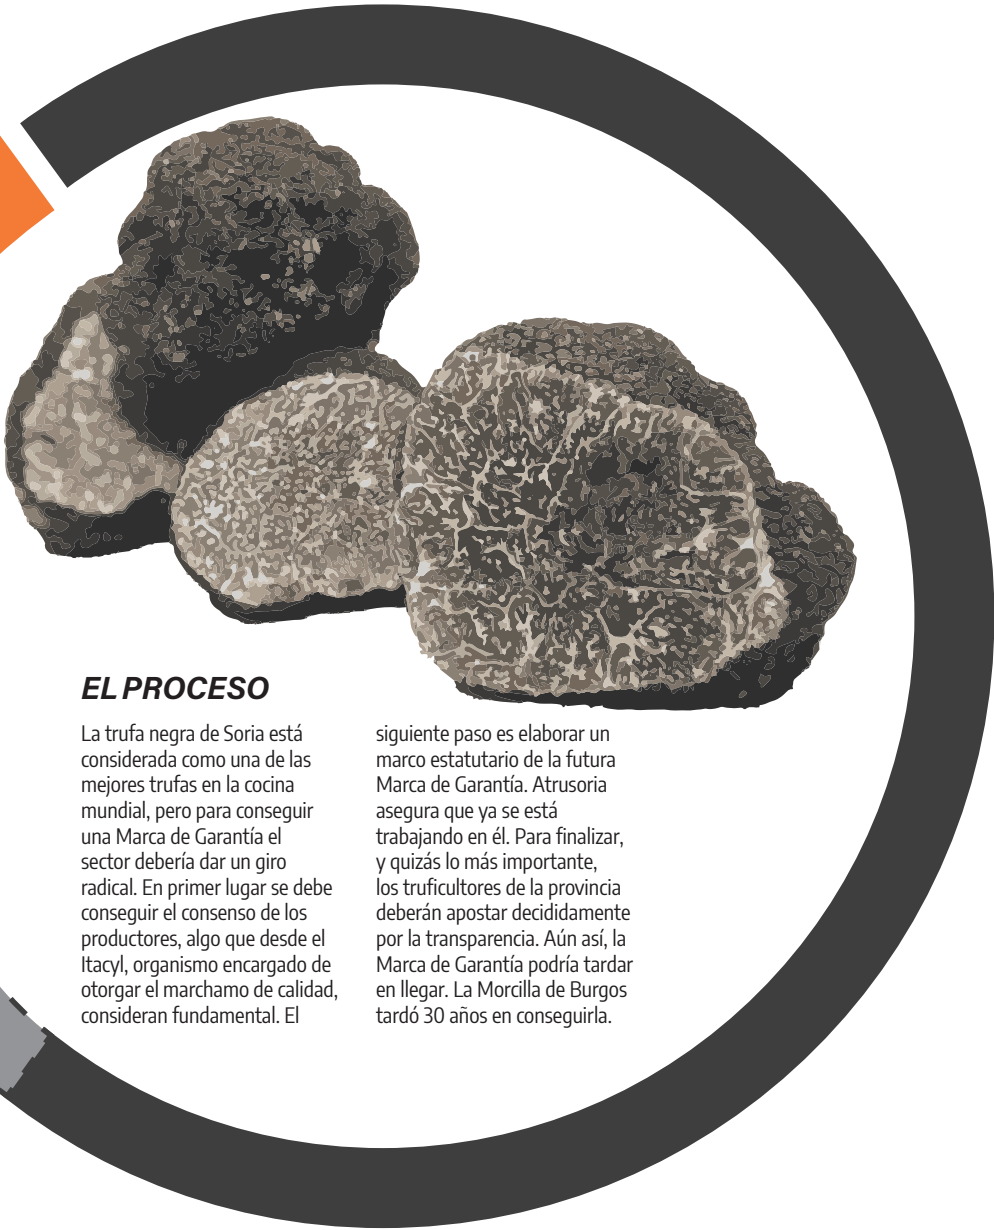 EL PROCESO
La trufa negra de Soria está
considerada como una de las
mejores trufas en la cocina
mundial, pero para conseguir
una Marca de Garantía el
sector debería dar un giro
radical. En primer lugar se debe
conseguir el consenso de los
productores, algo que desde el
Itacyl, organismo encargado de
otorgar el marchamo de calidad,
consideran fundamental. El
siguiente paso es elaborar un
marco estatutario de la futura
Marca de Garantía. Atrusoria
asegura que ya se está
trabajando en él. Para finalizar,
y quizás lo más importante,
los truficultores de la provincia
deberán apostar decididamente
por la transparencia. Aún así, la
Marca de Garantía podría tardar
en llegar. La Morcilla de Burgos
tardó 30 años en conseguirla.